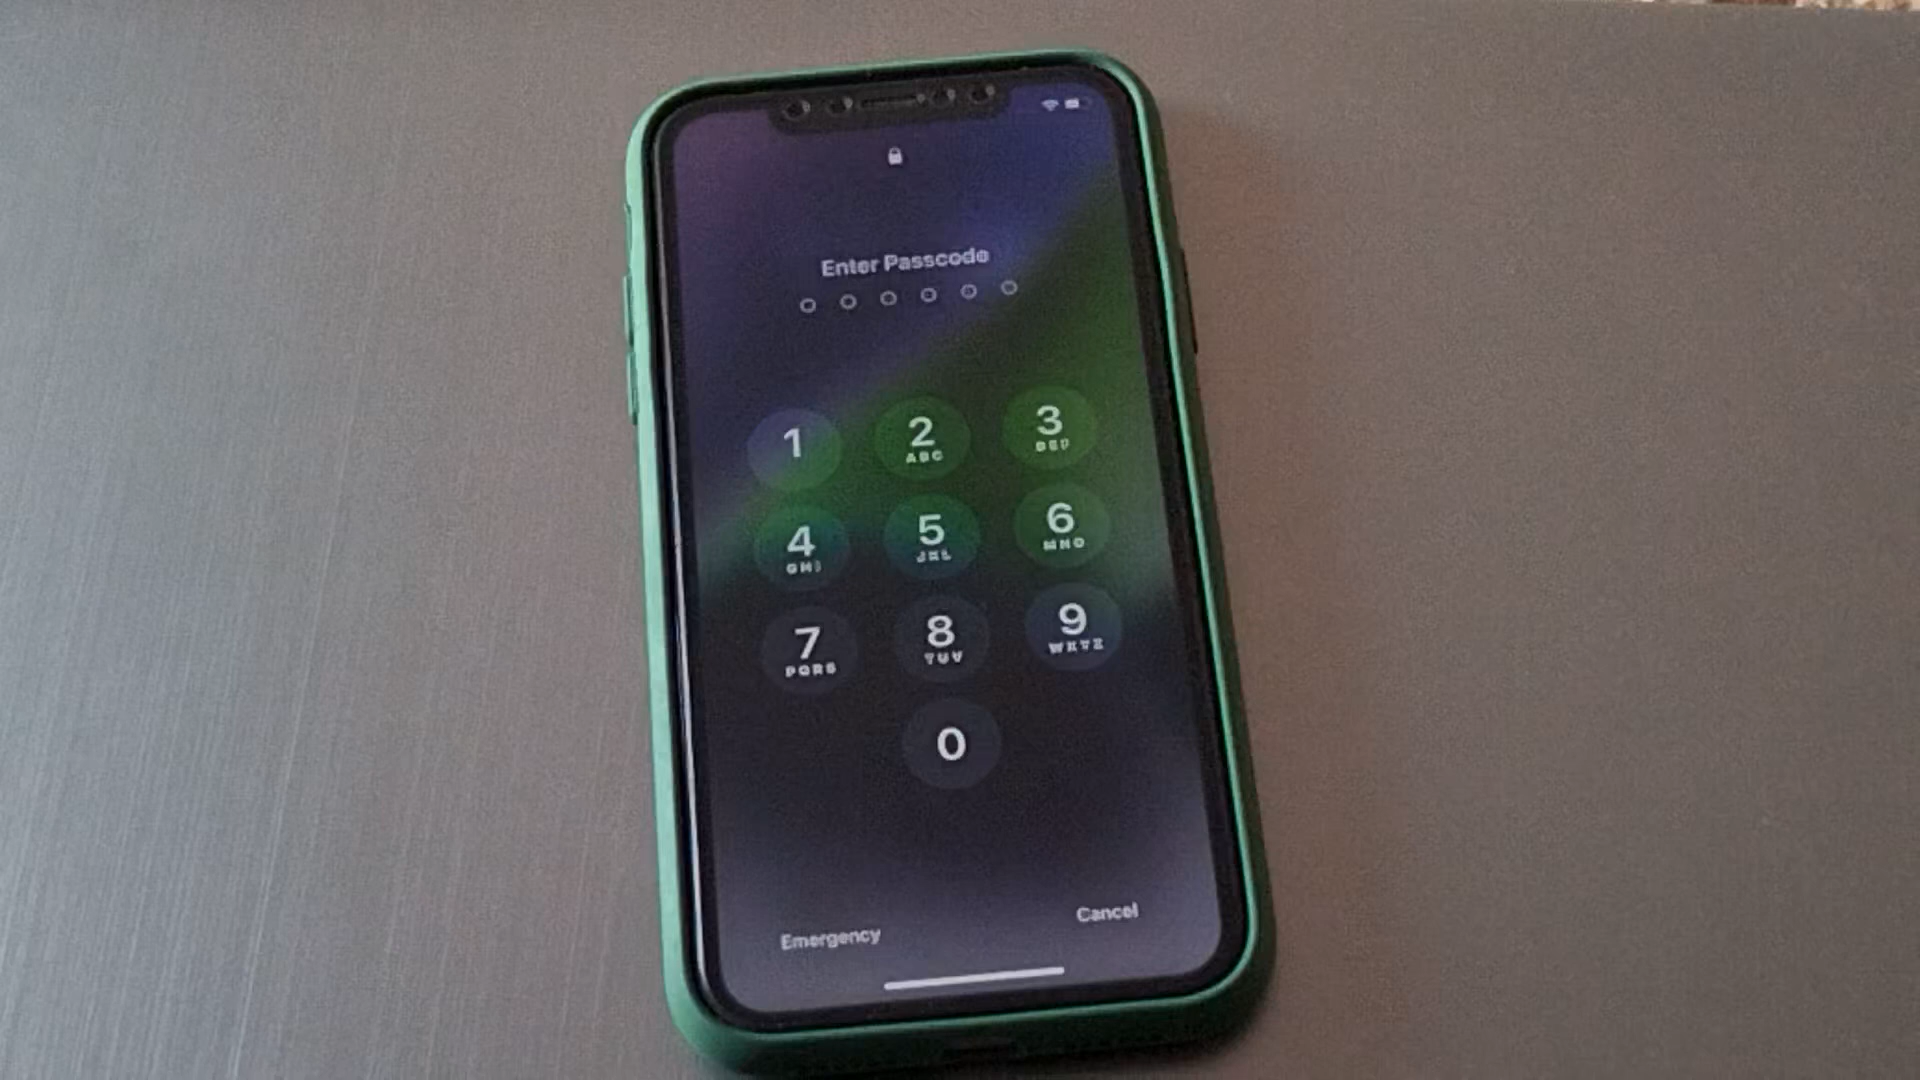 Enter Passcode
1 2 3
ABC DEF
4 5 6
GHI JKL MNO
7 8 9
PQRS TUV WXYZ
0
Emergency Cancel